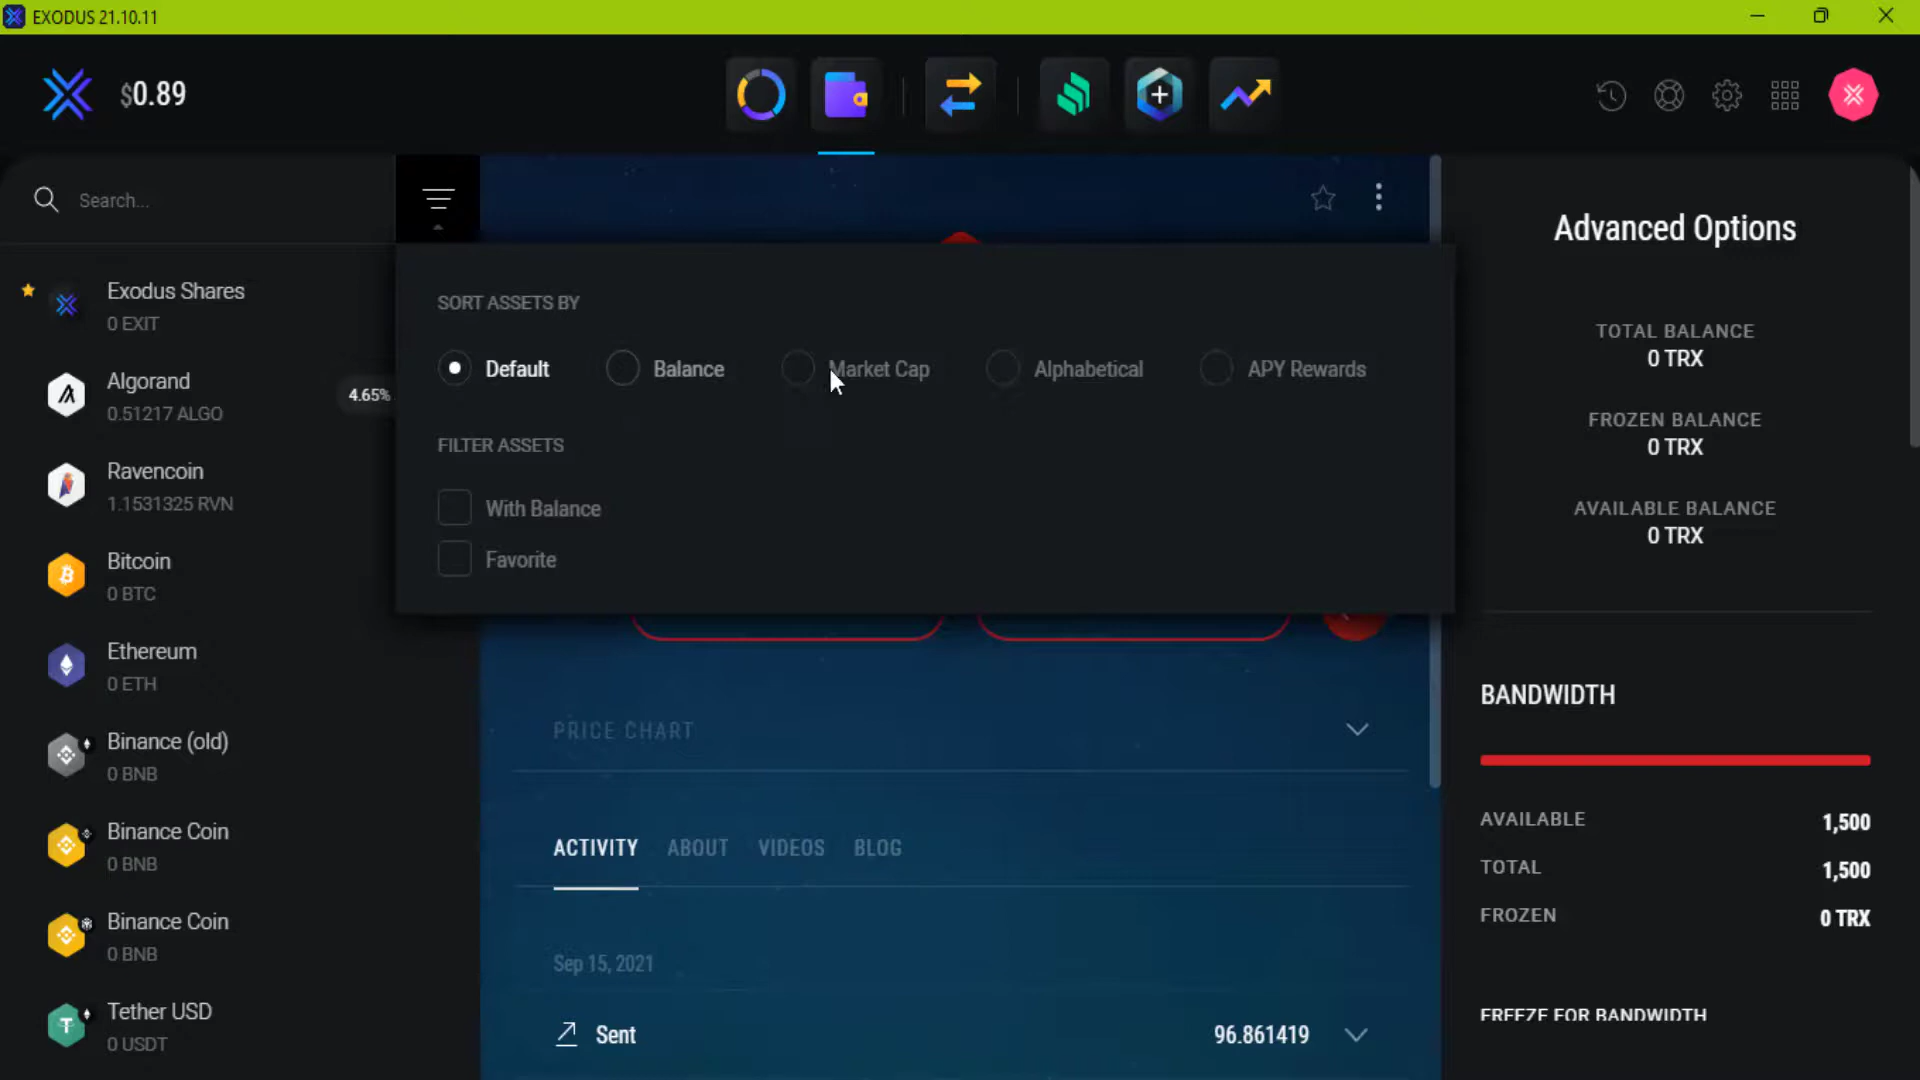 EXODUS 21.10.11
$0.89
Search...
Exodus Shares
0 EXIT
Algorand
0.51217 ALGO
4.65%
Ravencoin
1.1531325 RVN
Bitcoin
0 BTC
Ethereum
0 ETH
Binance (old)
0 BNB
Binance Coin
0 BNB
Binance Coin
0 BNB
Tether USD
0 USDT
SORT ASSETS BY
Default Balance Market Cap Alphabetical APY Rewards
FILTER ASSETS
With Balance
Favorite
PRICE CHART
ACTIVITY ABOUT VIDEOS BLOG
Sep 15, 2021
Sent 96.861419
Advanced Options
TOTAL BALANCE
0 TRX
FROZEN BALANCE
0 TRX
AVAILABLE BALANCE
0 TRX
BANDWIDTH
AVAILABLE 1,500
TOTAL 1,500
FROZEN 0 TRX
FREEZE FOR BANDWIDTH